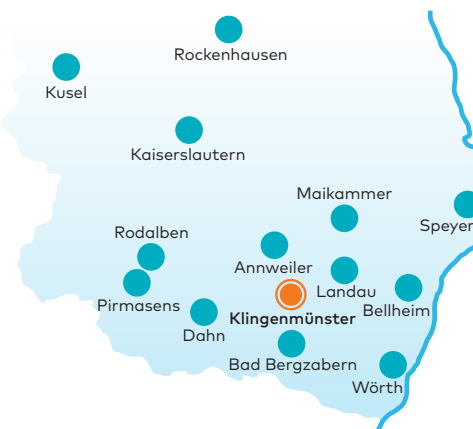 Rockenhausen
Kusel
Kaiserslautern
Maikammer
Speyer
Rodalben
Annweiler
Landau
Pirmasens
Bellheim
Klingenmünster
Dahn
Bad Bergzabern
Wörth